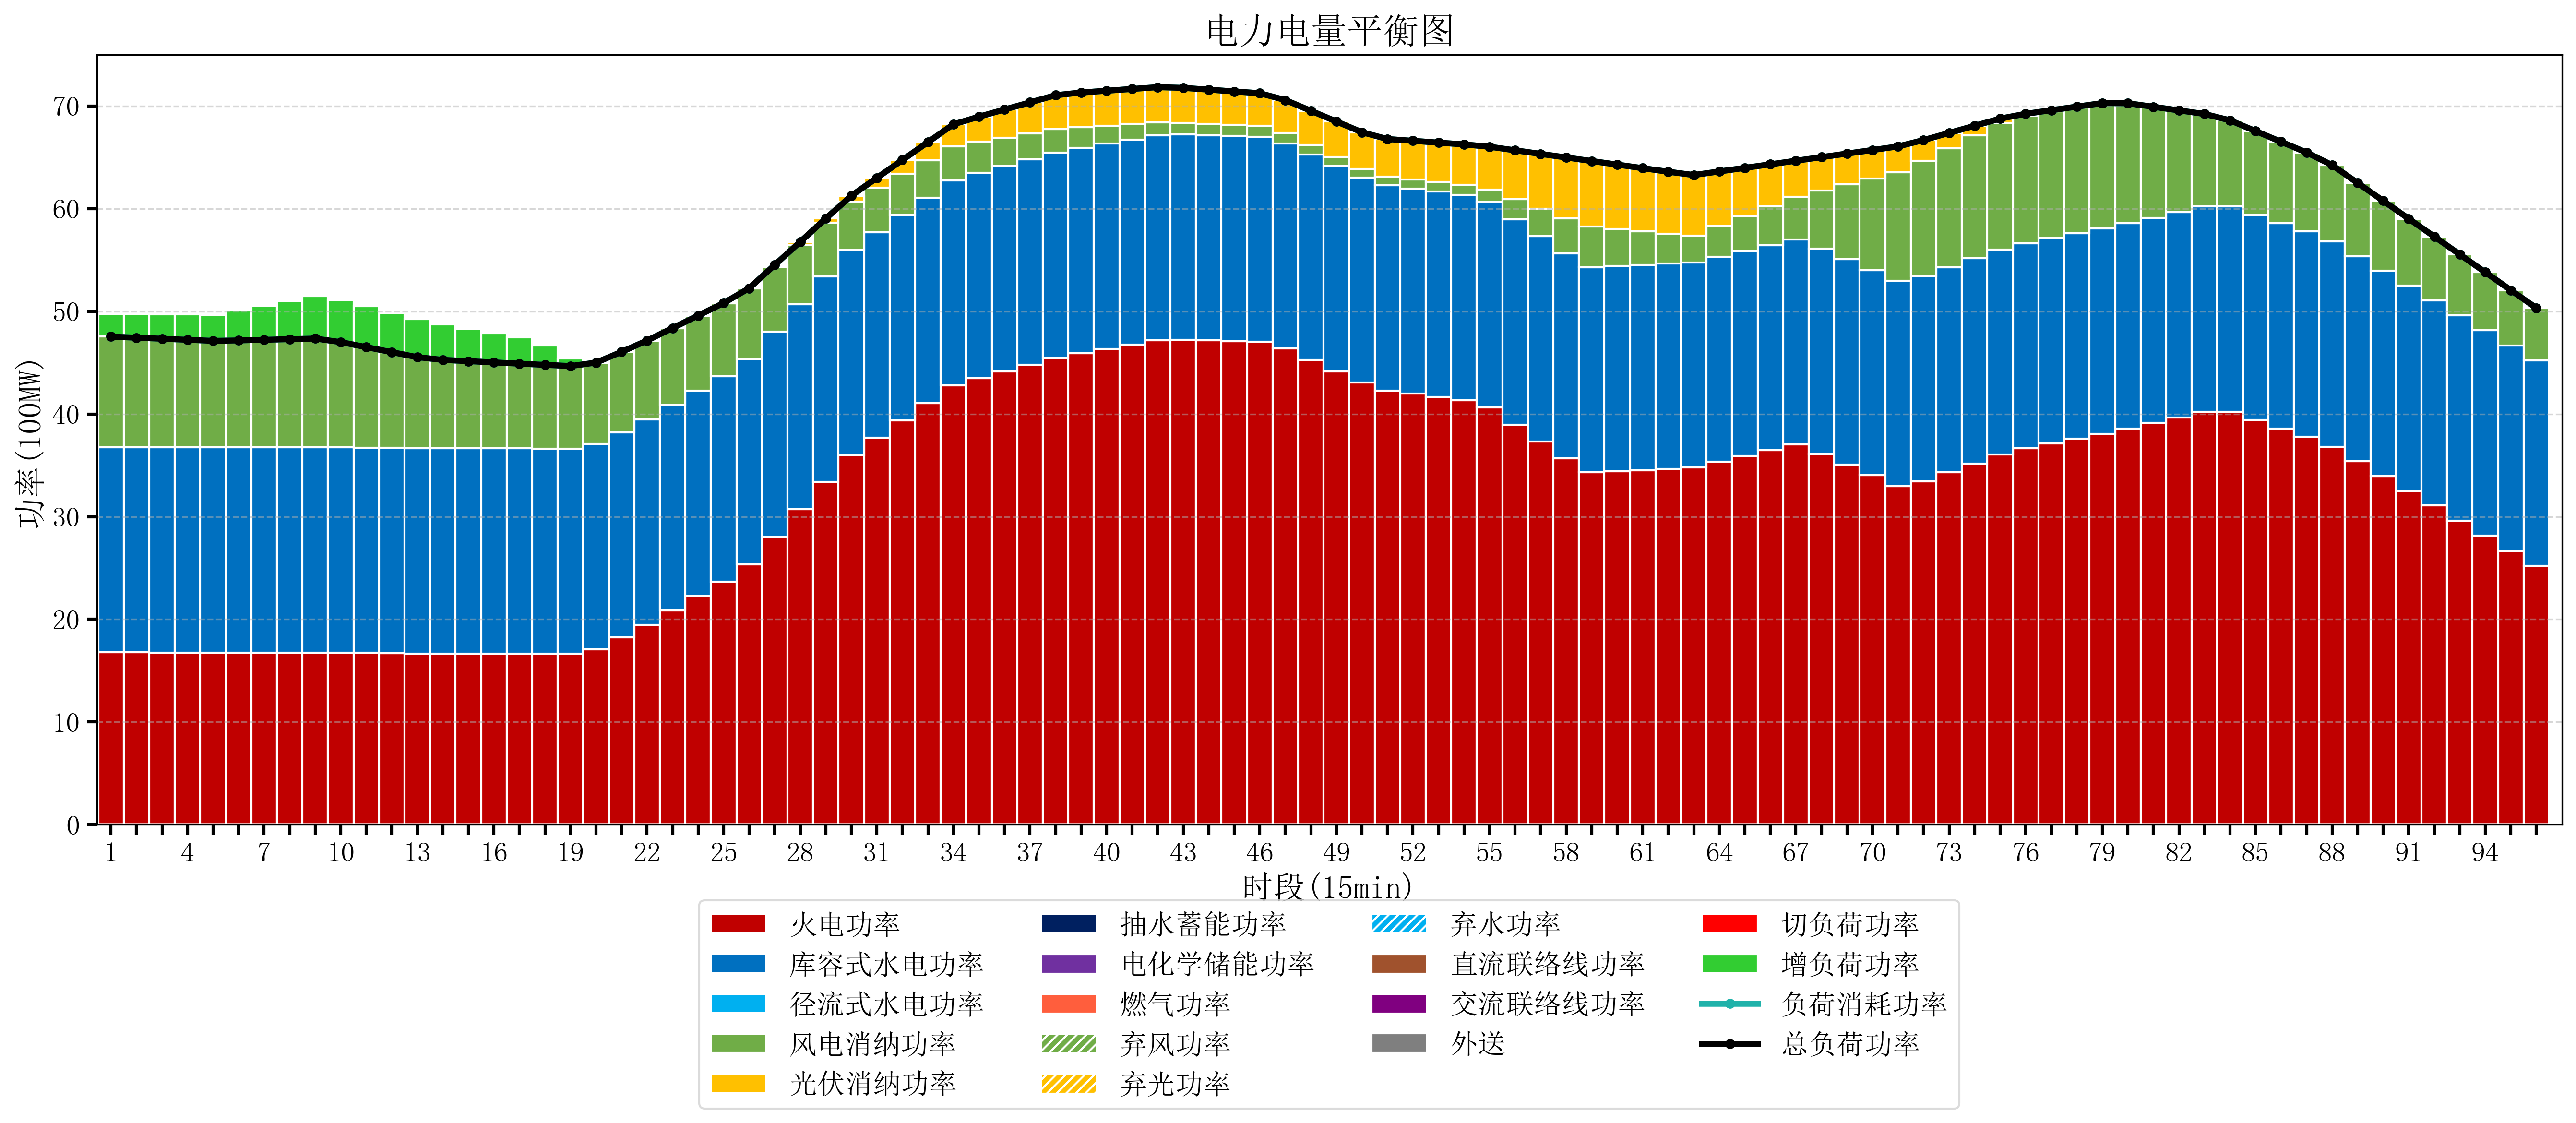 电力电量平衡图
功率(100MW)
70
60
50
40
30
20
10
0
1 4 7 10 13 16 19 22 25 28 31 34 37 40 43 46 49 52 55 58 61 64 67 70 73 76 79 82 85 88 91 94
时段(15min)
火电功率 抽水蓄能功率 弃水功率 切负荷功率
库容式水电功率 电化学储能功率 直流联络线功率 增负荷功率
径流式水电功率 燃气功率 交流联络线功率 负荷消耗功率
风电消纳功率 弃风功率 外送 总负荷功率
光伏消纳功率 弃光功率